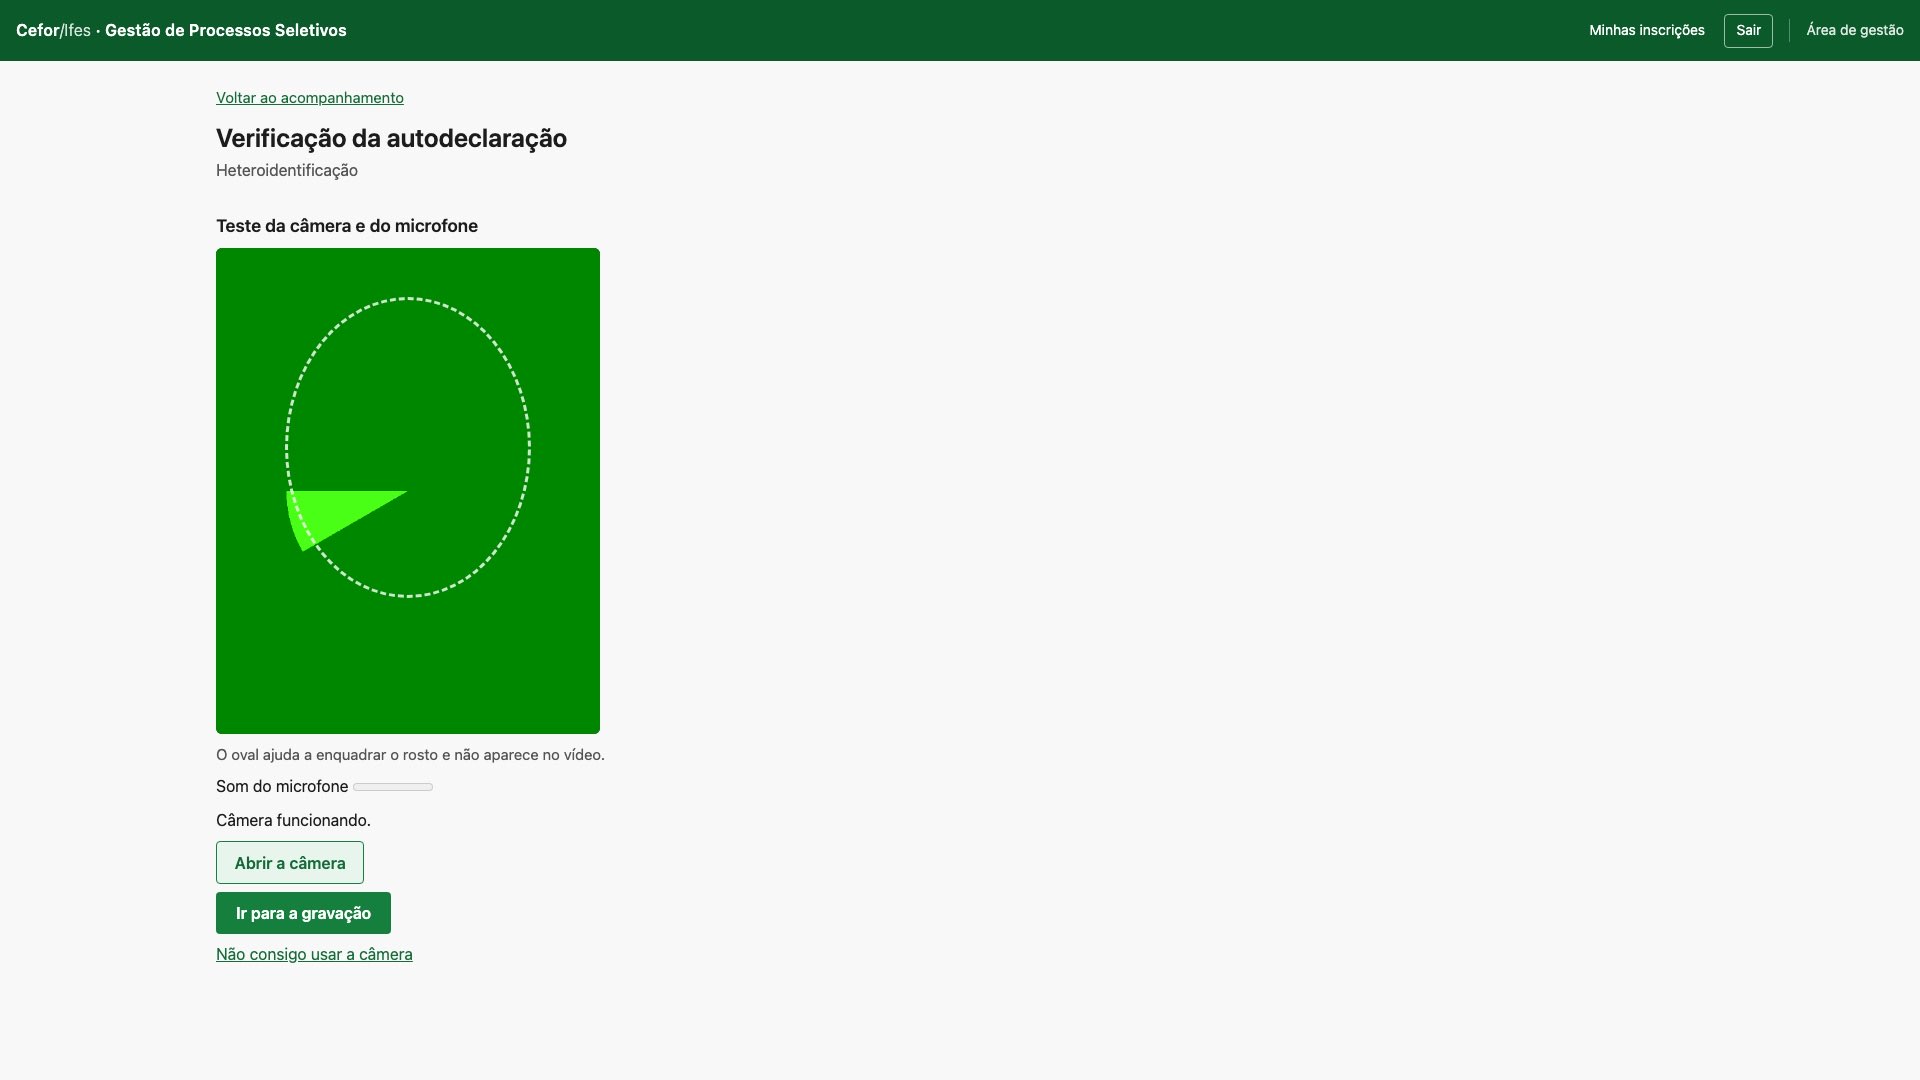 Cefor/Ifes · Gestão de Processos Seletivos
Minhas inscrições
Sair
Área de gestão
Voltar ao acompanhamento
Verificação da autodeclaração
Heteroidentificação
Teste da câmera e do microfone
O oval ajuda a enquadrar o rosto e não aparece no vídeo.
Som do microfone
Câmera funcionando.
Abrir a câmera
Ir para a gravação
Não consigo usar a câmera